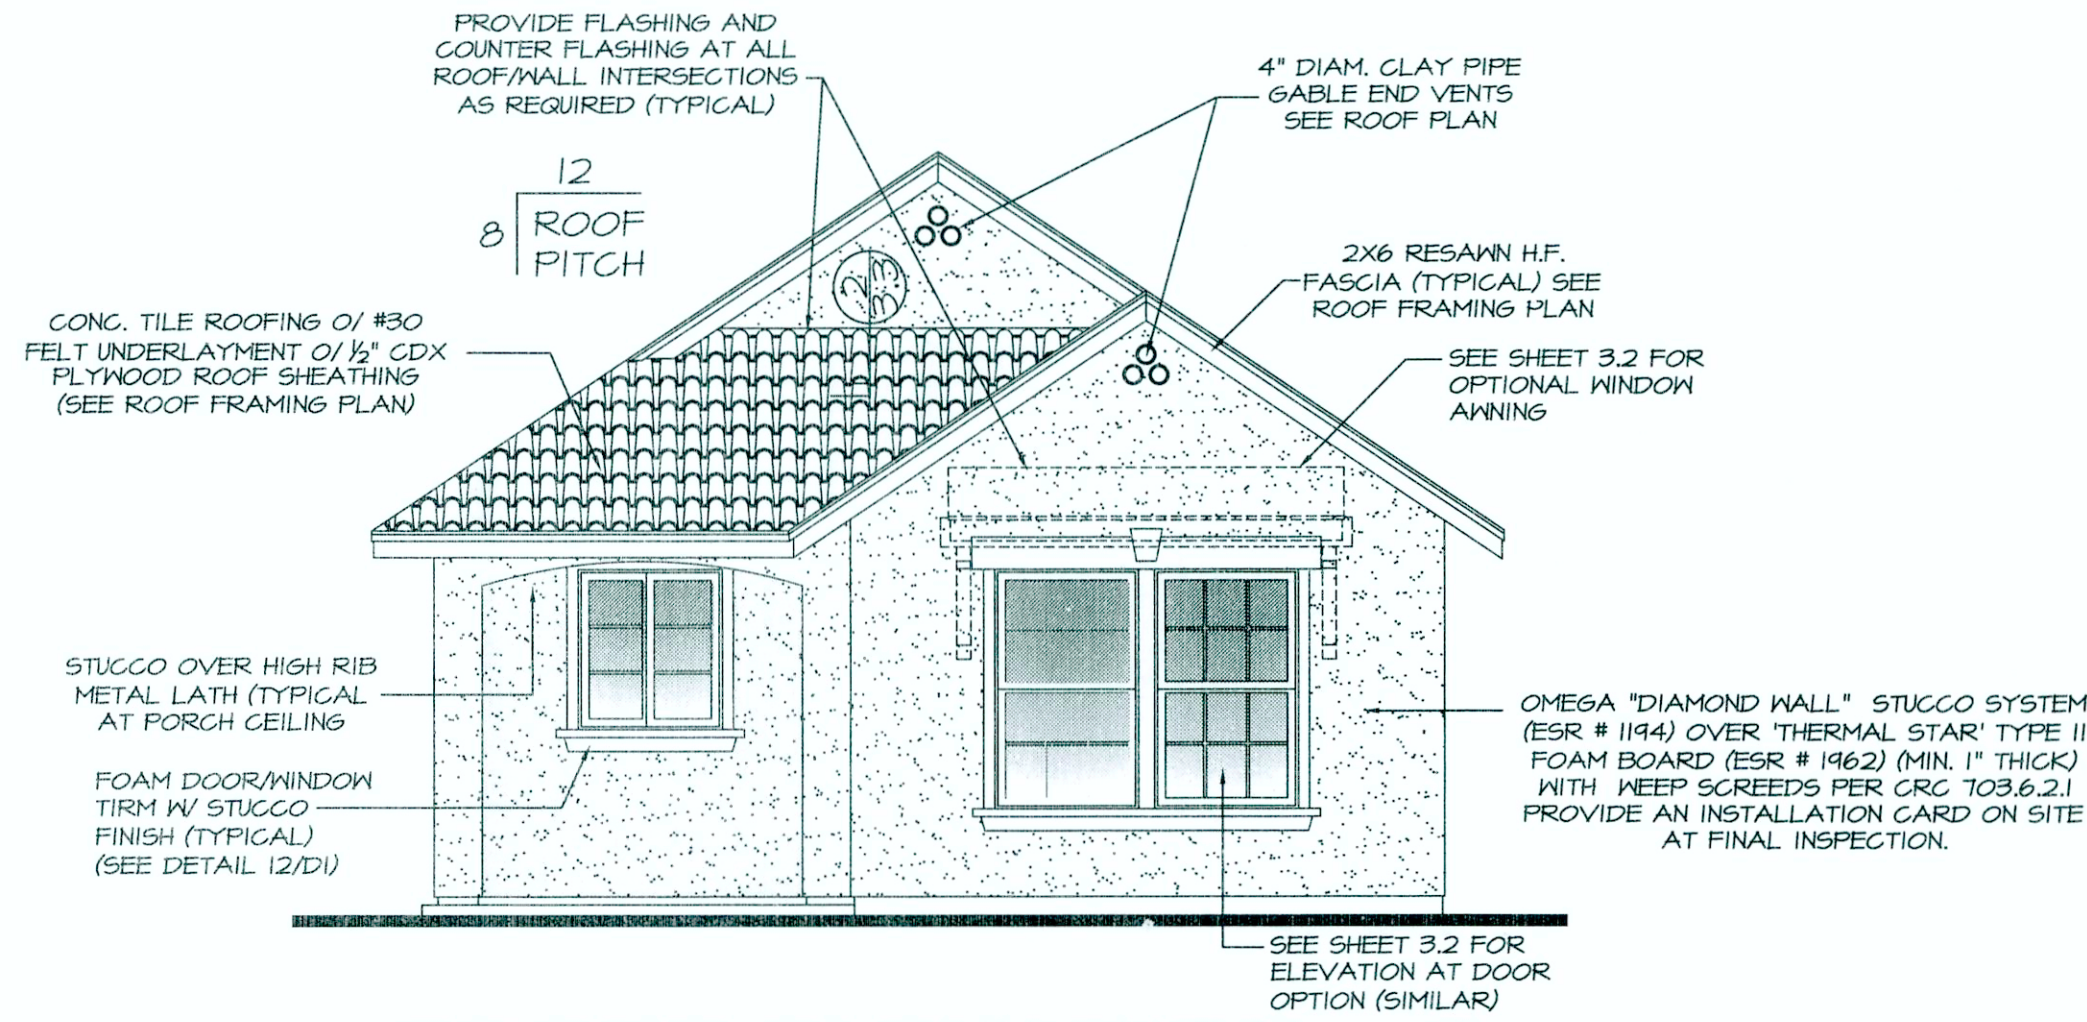 PROVIDE FLASHING AND
COUNTER FLASHING AT ALL
ROOF/WALL INTERSECTIONS
AS REQUIRED (TYPICAL)
4" DIAM. CLAY PIPE
GABLE END VENTS
SEE ROOF PLAN
12
8
ROOF
PITCH
2
3
3
3
2X6 RESAWN H.F.
FASCIA (TYPICAL) SEE
ROOF FRAMING PLAN
CONC. TILE ROOFING O/ #30
FELT UNDERLAYMENT O/ ½" CDX
PLYWOOD ROOF SHEATHING
(SEE ROOF FRAMING PLAN)
SEE SHEET 3.2 FOR
OPTIONAL WINDOW
AWNING
STUCCO OVER HIGH RIB
METAL LATH (TYPICAL
AT PORCH CEILING
FOAM DOOR/WINDOW
TIRM W/ STUCCO
FINISH (TYPICAL)
(SEE DETAIL 12/D1)
OMEGA "DIAMOND WALL" STUCCO SYSTEM
(ESR # 1194) OVER 'THERMAL STAR' TYPE II
FOAM BOARD (ESR # 1962) (MIN. 1" THICK)
WITH WEEP SCREEDS PER CRC 703.6.2.1
PROVIDE AN INSTALLATION CARD ON SITE
AT FINAL INSPECTION.
SEE SHEET 3.2 FOR
ELEVATION AT DOOR
OPTION (SIMILAR)